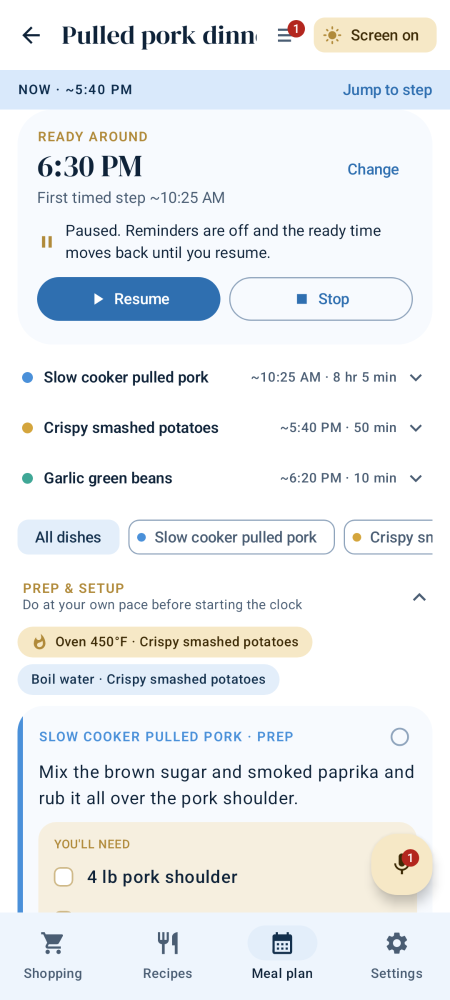 Pulled pork dinn
1
Screen on
NOW · ~5:40 PM
Jump to step
READY AROUND
6:30 PM
Change
First timed step ~10:25 AM
Paused. Reminders are off and the ready time
moves back until you resume.
Resume
Stop
Slow cooker pulled pork
~10:25 AM · 8 hr 5 min
Crispy smashed potatoes
~5:40 PM · 50 min
Garlic green beans
~6:20 PM · 10 min
All dishes
Slow cooker pulled pork
Crispy sm
PREP & SETUP
Do at your own pace before starting the clock
Oven 450°F · Crispy smashed potatoes
Boil water · Crispy smashed potatoes
SLOW COOKER PULLED PORK · PREP
Mix the brown sugar and smoked paprika and
rub it all over the pork shoulder.
YOU'LL NEED
4 lb pork shoulder
1
Shopping
Recipes
Meal plan
Settings